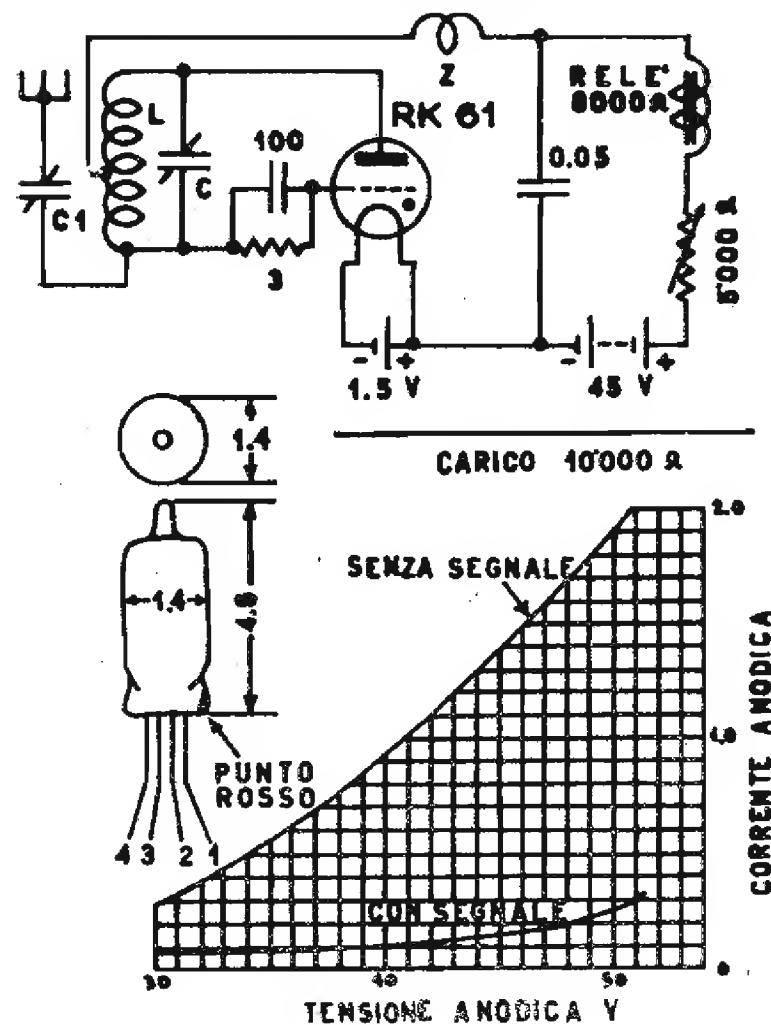 Z
RELE'
8000 Ω
L
RK 61
100
0.05
C
C1
3
5000 Ω
- +
1.5 V
- +
45 V
1.4
CARICO 10000 Ω
2.0
SENZA SEGNALE
1.4
4.8
CORRENTE ANODICA
1.0
PUNTO
ROSSO
4 3 2 1
CON SEGNALE
0
30
40
50
TENSIONE ANODICA V